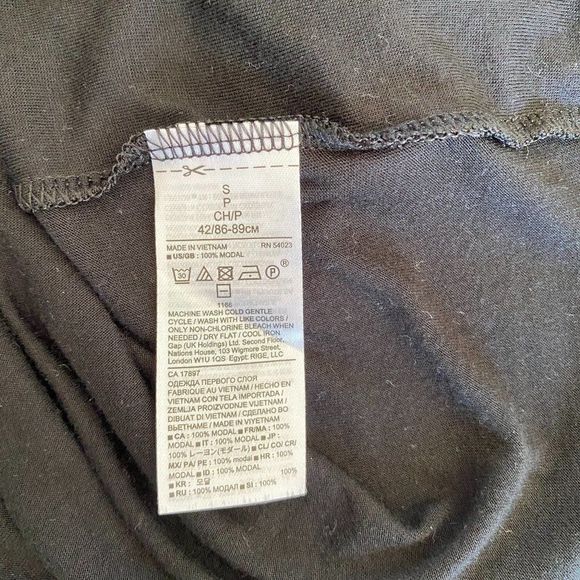 S
P
CH/P
42/86-89см
MADE IN VIETNAM RN 54023
■ US/GB : 100% MODAL
30 P ®
1166
MACHINE WASH COLD GENTLE
CYCLE / WASH WITH LIKE COLORS /
ONLY NON-CHLORINE BLEACH WHEN
NEEDED / DRY FLAT / COOL IRON
Gap (UK Holdings) Ltd. Second Floor,
Nations House, 103 Wigmore Street,
London W1U 1QS Egypt: RIGE, LLC
CA 17897
ОДЕЖДА ПЕРВОГО СЛОЯ
FABRIQUE AU VIETNAM / HECHO EN
VIETNAM CON TELA IMPORTADA /
ZEMLJA PROIZVODNJE VIJETNAM /
DIBUAT DI VIETNAM / СДЕЛАНО ВО
ВЬЕТНАМЕ / MADE IN VIYETNAM
■ CA : 100% MODAL ■ FR/MA : 100%
MODAL ■ IT : 100% MODAL ■ JP :
100% レーヨン(モダール) ■ CL/ CO/ CR/
MX/ PA/ PE : 100% modal ■ HR : 100%
MODAL ■ ID : 100% MODAL
■ KR : 모달 100%
■ RU : 100% МОДАЛ ■ SI : 100%